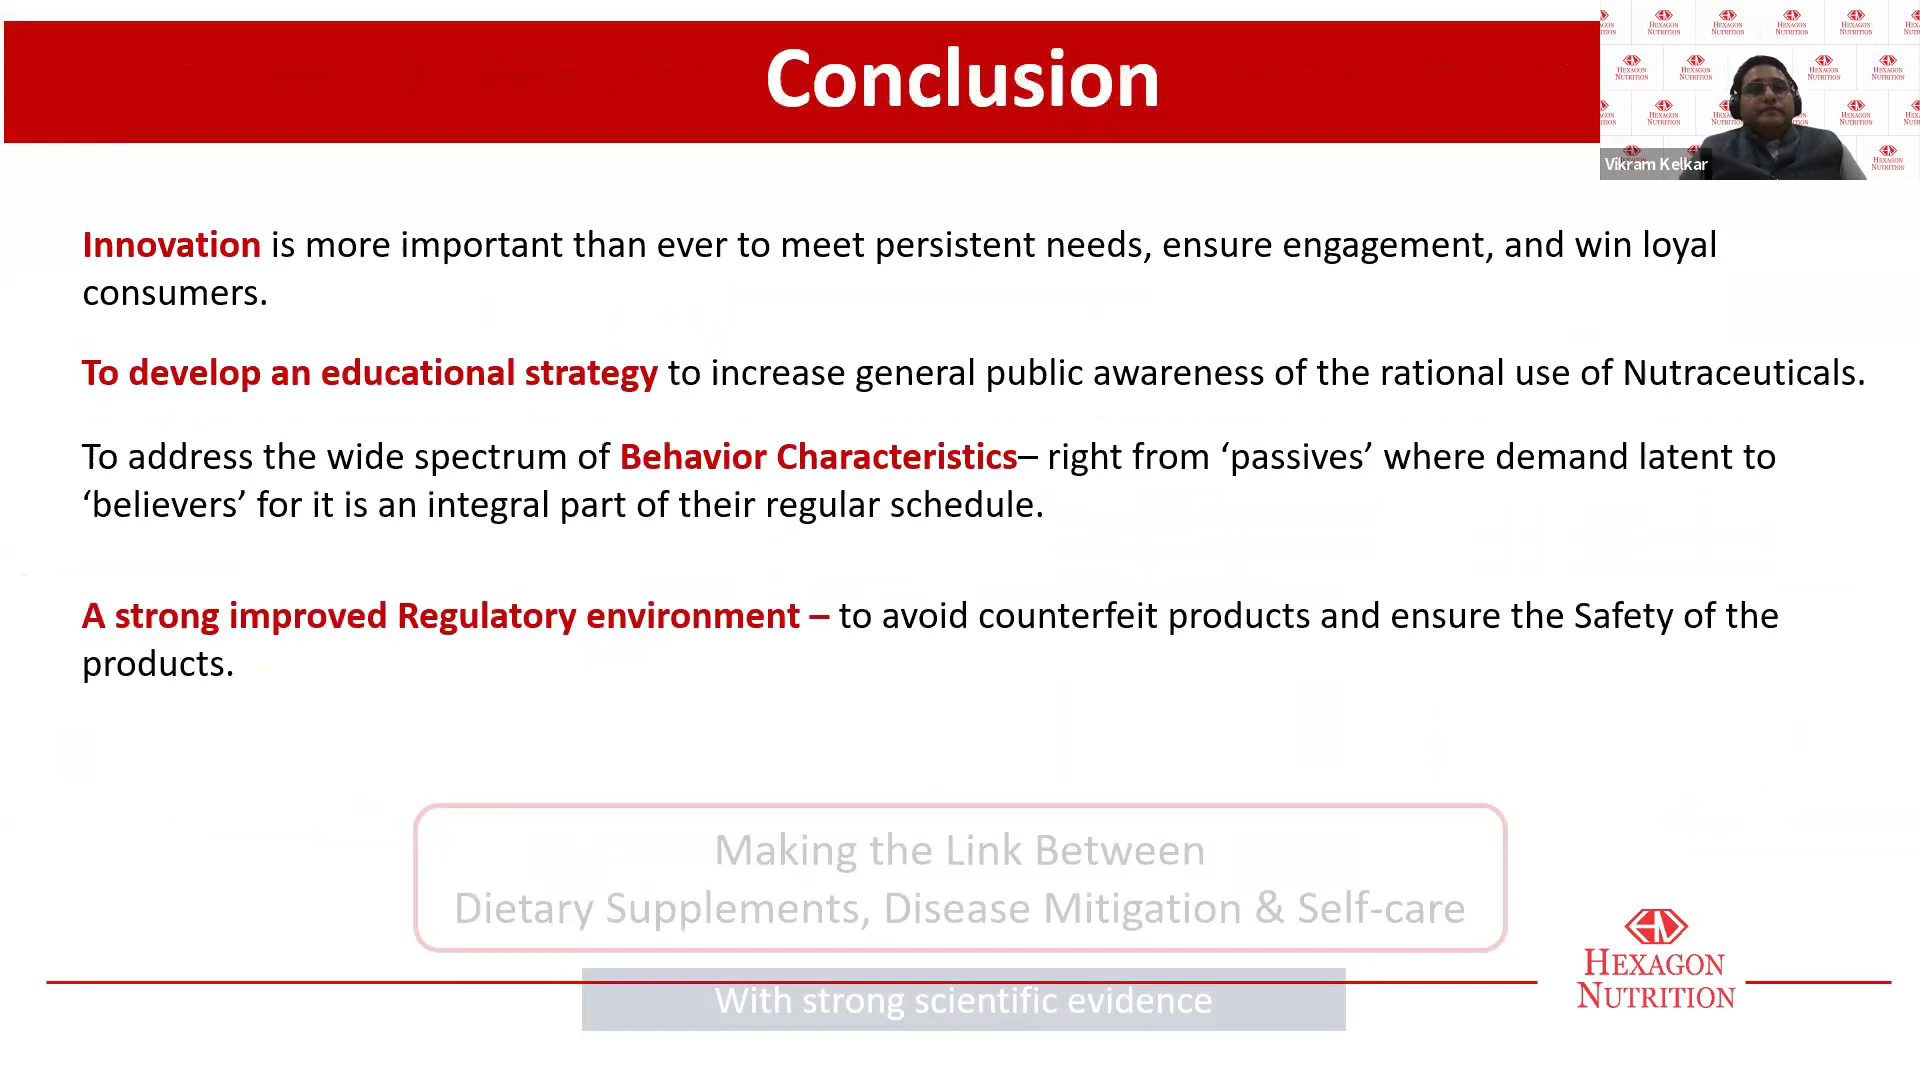 Conclusion
HEXAGON
NUTRITION
Vikram Kelkar
Innovation is more important than ever to meet persistent needs, ensure engagement, and win loyal
consumers.
To develop an educational strategy to increase general public awareness of the rational use of Nutraceuticals.
To address the wide spectrum of Behavior Characteristics– right from ‘passives’ where demand latent to
‘believers’ for it is an integral part of their regular schedule.
A strong improved Regulatory environment – to avoid counterfeit products and ensure the Safety of the
products.
Making the Link Between
Dietary Supplements, Disease Mitigation & Self-care
With strong scientific evidence
HEXAGON
NUTRITION